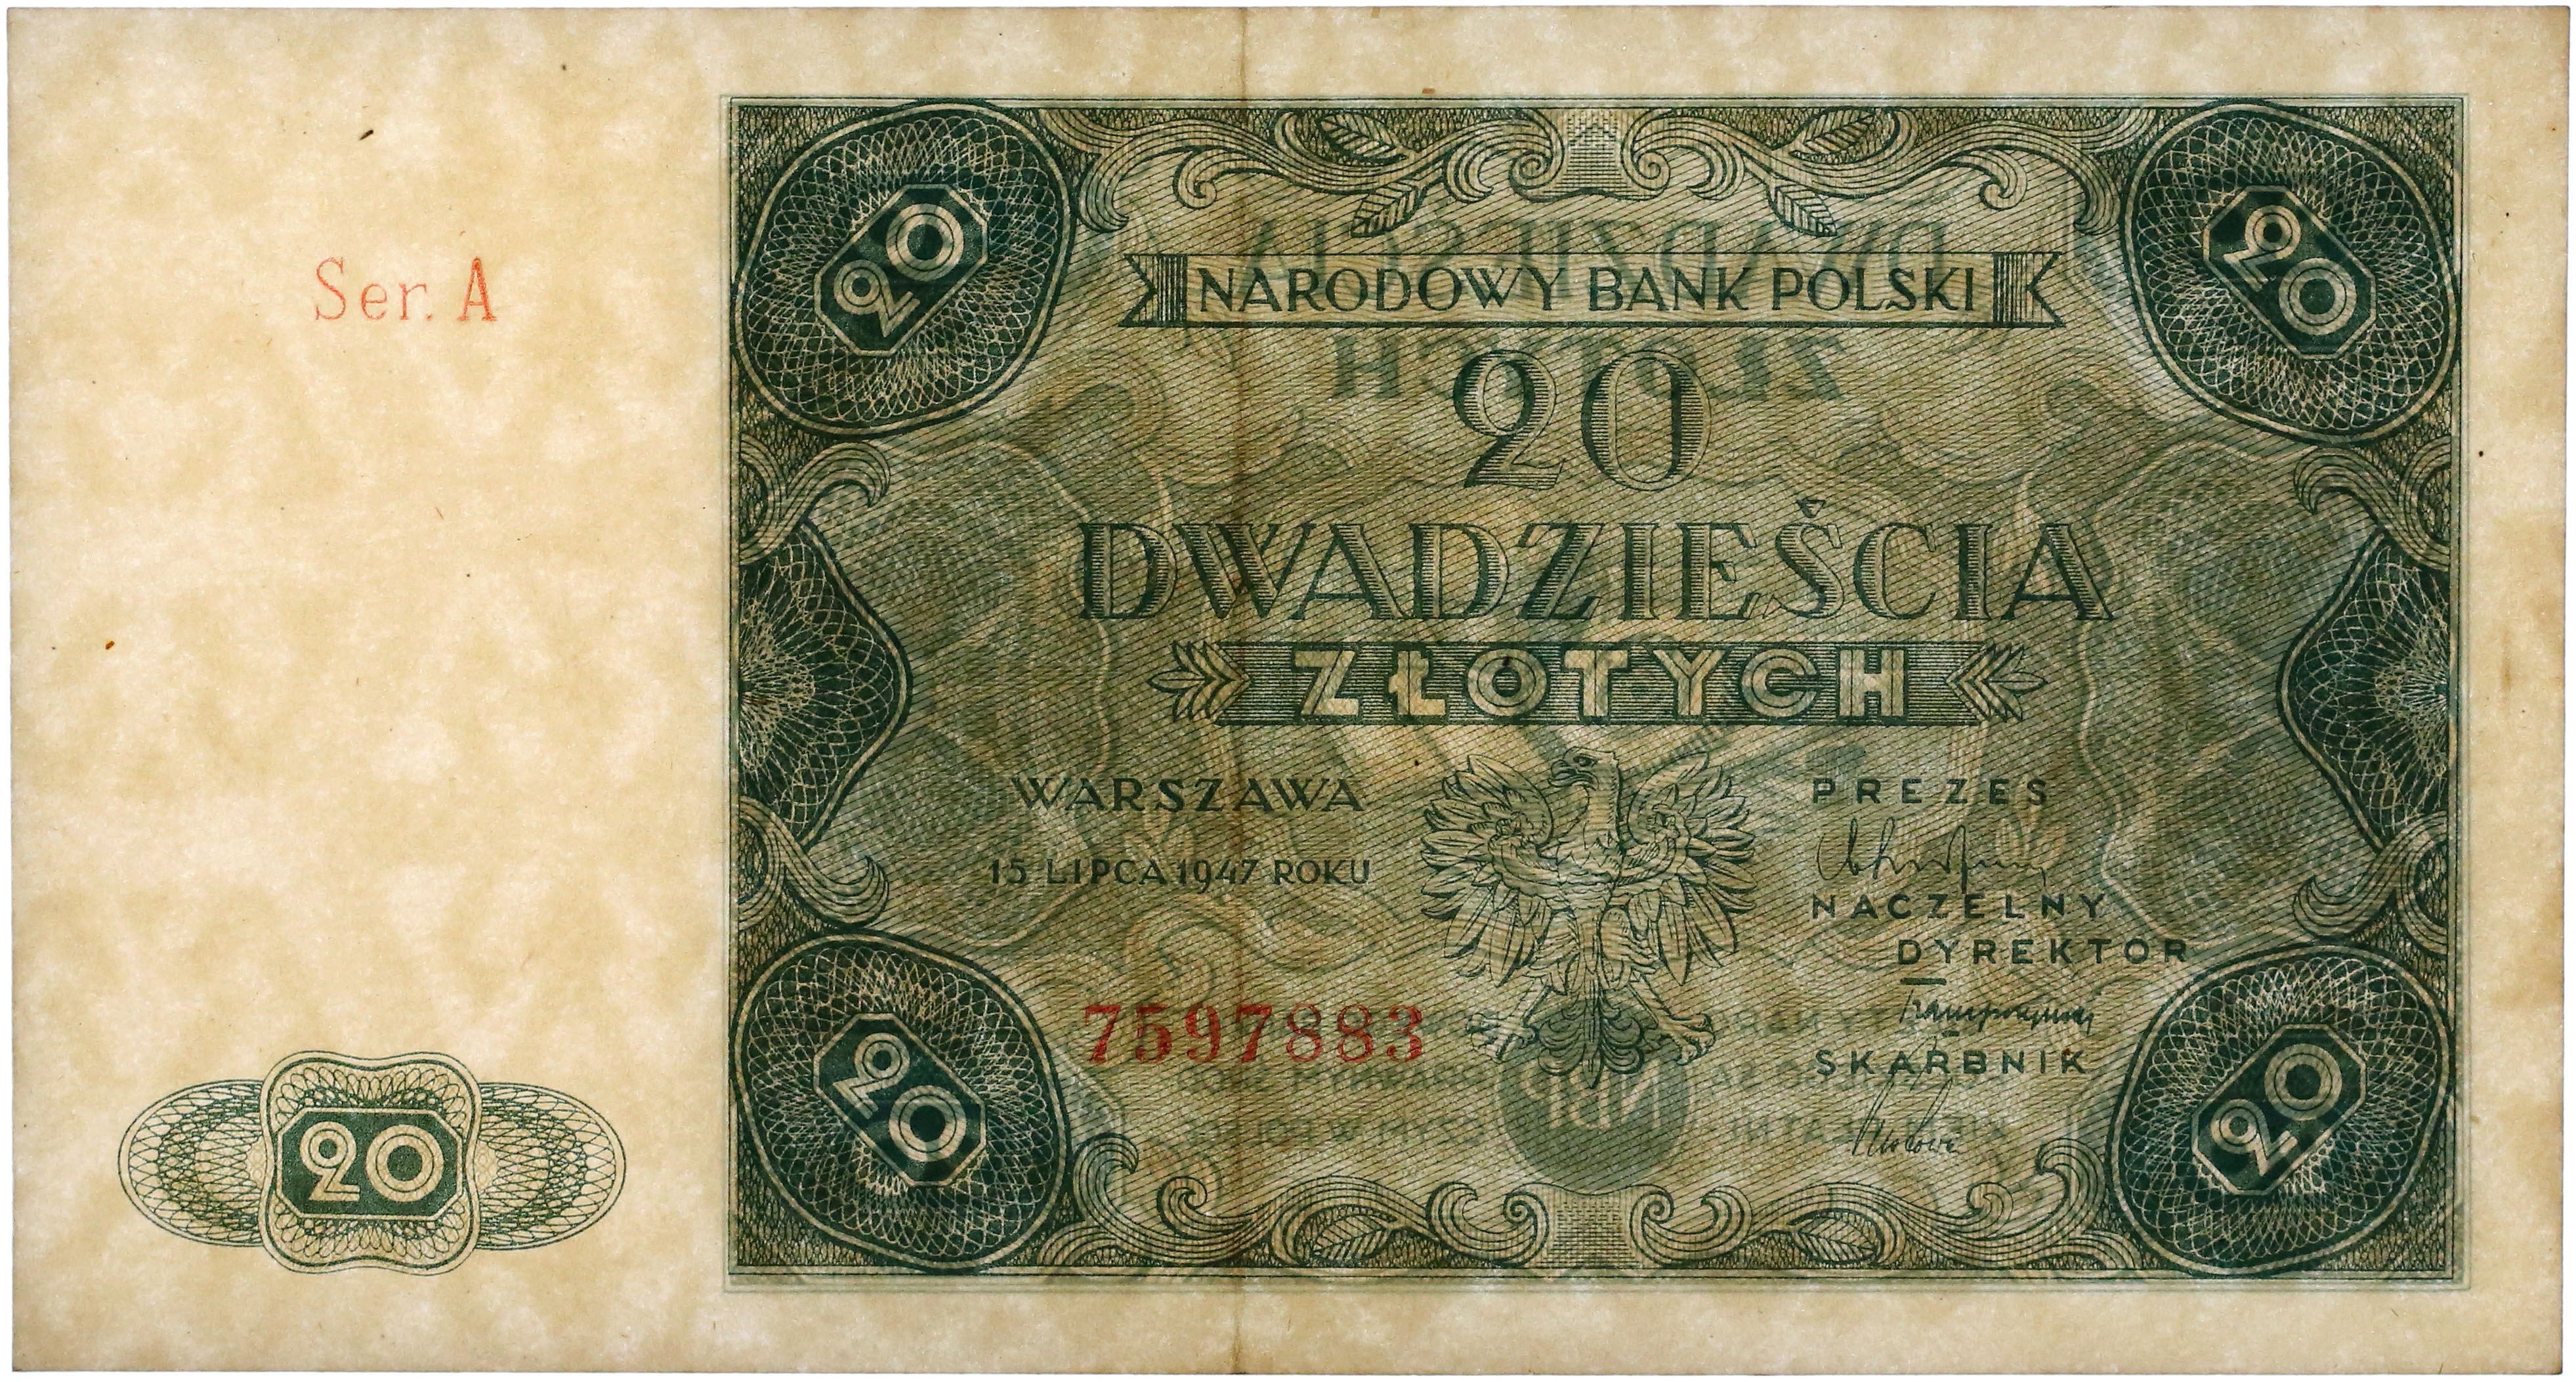 Ser. A
20
20
NARODOWY BANK POLSKI
20
DWADZIEŚCIA
ZŁOTYCH
WARSZAWA
15 LIPCA 1947 ROKU
PREZES
NACZELNY
DYREKTOR
SKARBNIK
7597883
20
20
20